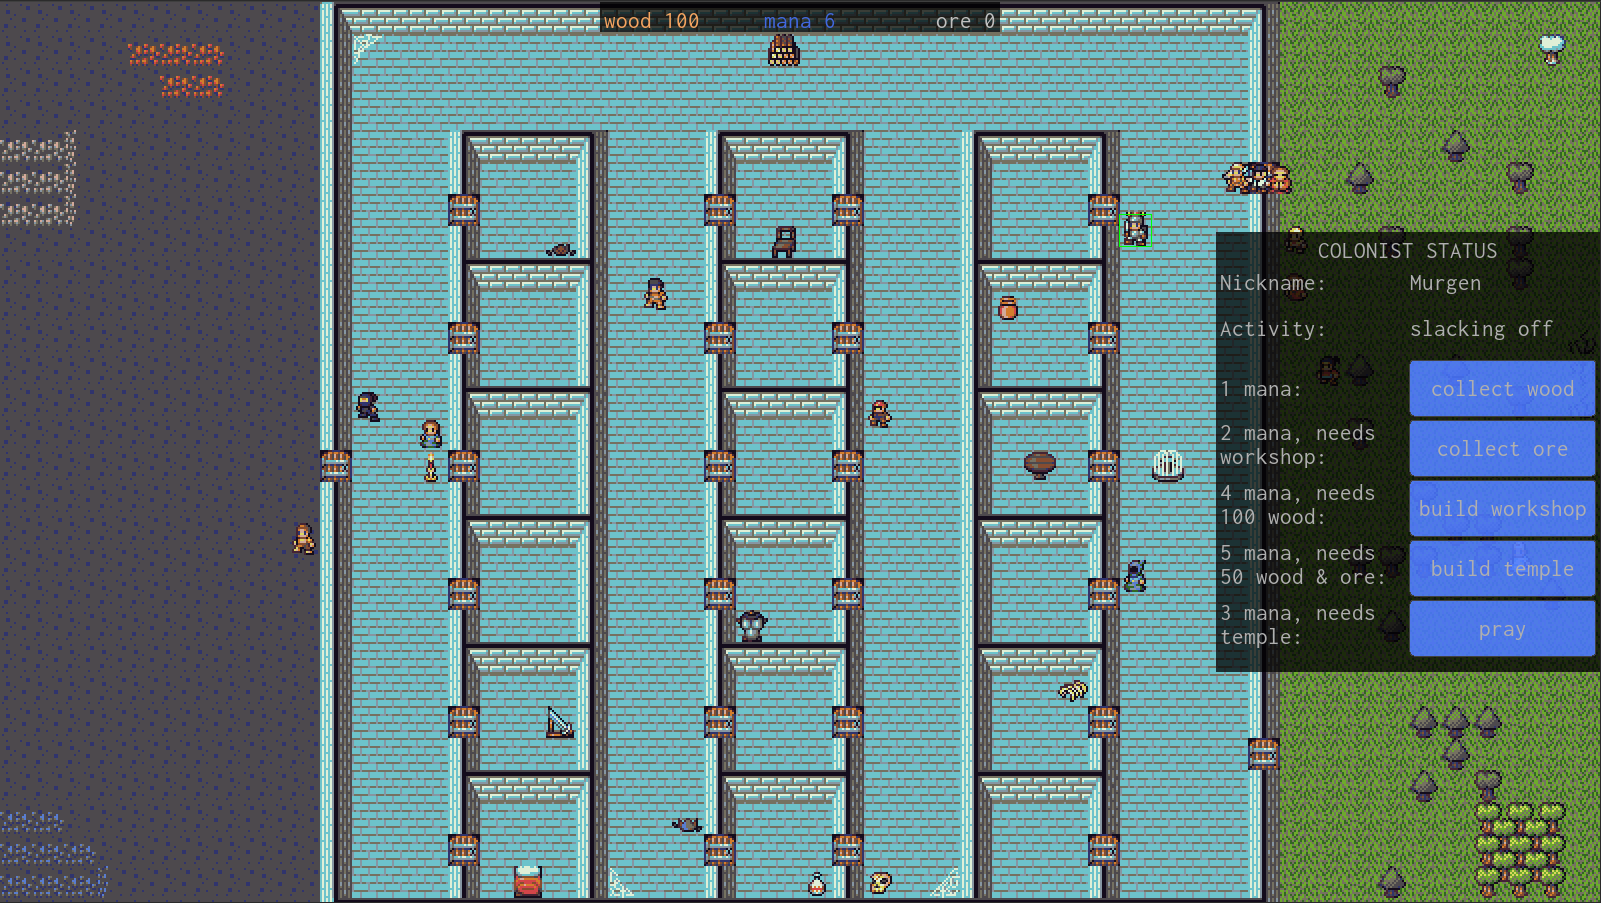 wood 100 mana 6 ore 0
COLONIST STATUS
Nickname: Murgen
Activity: slacking off
1 mana: collect wood
2 mana, needs
workshop: collect ore
4 mana, needs
100 wood: build workshop
5 mana, needs
50 wood & ore: build temple
3 mana, needs
temple: pray